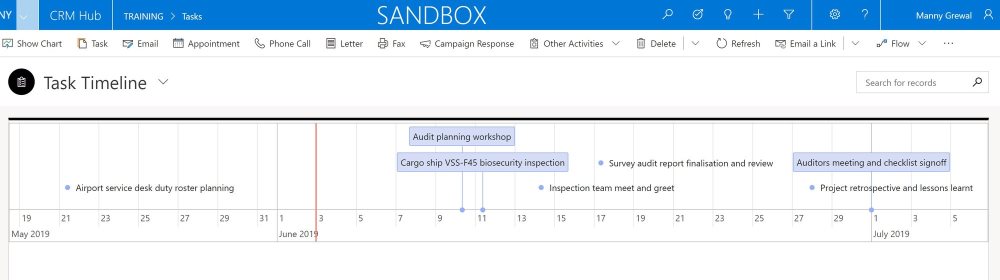 NY CRM Hub TRAINING > Tasks SANDBOX Manny Grewal
Show Chart Task Email Appointment Phone Call Letter Fax Campaign Response Other Activities Delete Refresh Email a Link Flow ...
Task Timeline Search for records
Audit planning workshop
Cargo ship VSS-F45 biosecurity inspection Survey audit report finalisation and review Auditors meeting and checklist signoff
Airport service desk duty roster planning Inspection team meet and greet Project retrospective and lessons learnt
19 21 23 25 27 29 31 1 3 5 7 9 11 13 15 17 19 21 23 25 27 29 1 3 5
May 2019 June 2019 July 2019